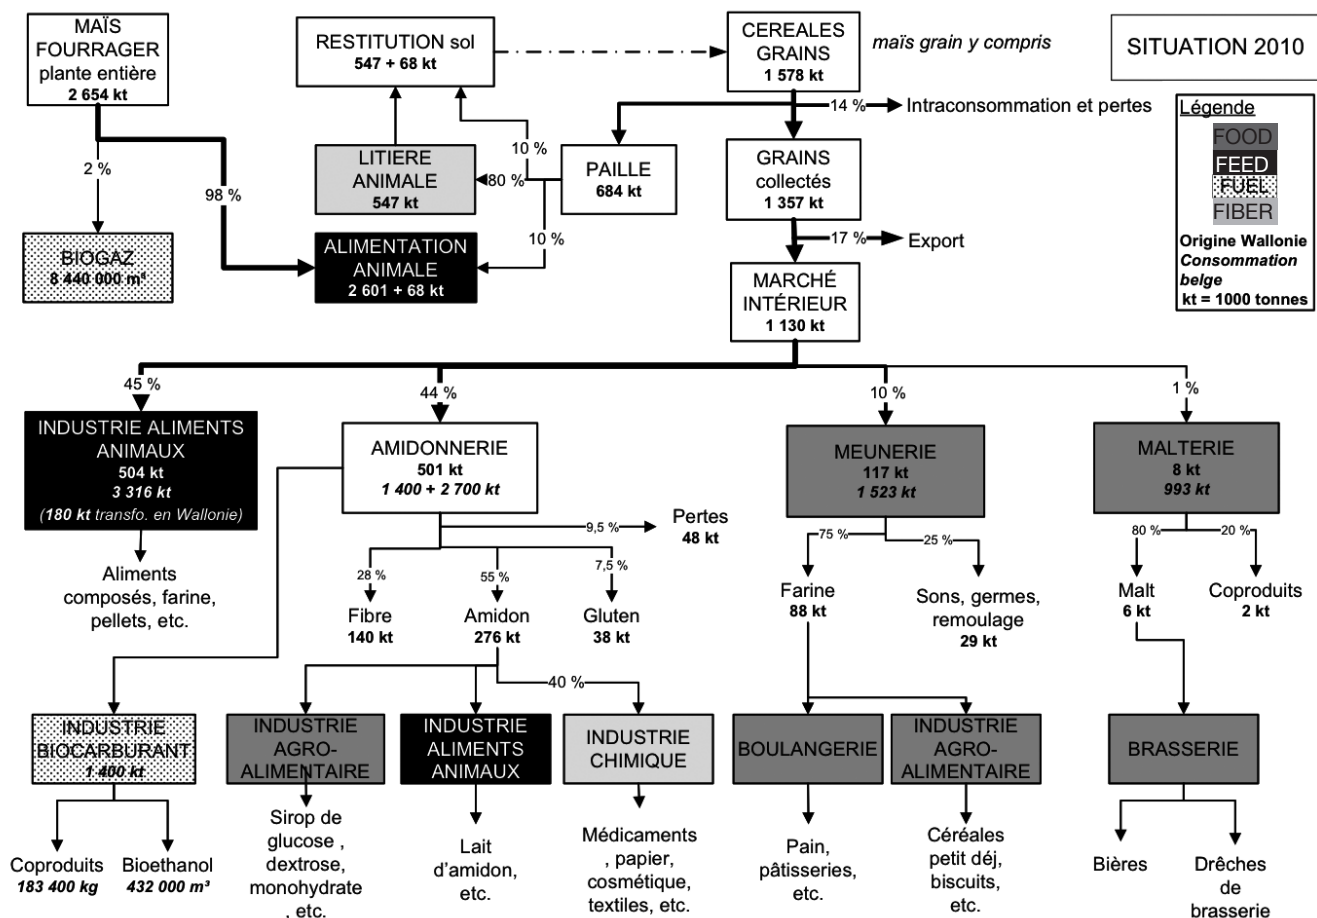 MAÏS
FOURRAGER
plante entière
2 654 kt
RESTITUTION sol
547 + 68 kt
CEREALES
GRAINS
1 578 kt
maïs grain y compris
SITUATION 2010
14 %
Intraconsommation et pertes
Légende
FOOD
FEED
FUEL
FIBER
Origine Wallonie
Consommation
belge
kt = 1000 tonnes
2 %
98 %
LITIERE
ANIMALE
547 kt
10 %
80 %
10 %
PAILLE
684 kt
GRAINS
collectés
1 357 kt
17 %
Export
BIOGAZ
8 440 000 m³
ALIMENTATION
ANIMALE
2 601 + 68 kt
MARCHÉ
INTÉRIEUR
1 130 kt
45 %
44 %
10 %
1 %
INDUSTRIE ALIMENTS
ANIMAUX
504 kt
3 316 kt
(180 kt transfo. en Wallonie)
AMIDONNERIE
501 kt
1 400 + 2 700 kt
MEUNERIE
117 kt
1 523 kt
MALTERIE
8 kt
993 kt
9,5 %
Pertes
48 kt
75 %
25 %
80 %
20 %
Aliments
composés, farine,
pellets, etc.
28 %
55 %
7,5 %
Fibre
140 kt
Amidon
276 kt
Gluten
38 kt
Farine
88 kt
Sons, germes,
remoulage
29 kt
Malt
6 kt
Coproduits
2 kt
40 %
INDUSTRIE
BIOCARBURANT
1 400 kt
INDUSTRIE
AGRO-
ALIMENTAIRE
INDUSTRIE
ALIMENTS
ANIMAUX
INDUSTRIE
CHIMIQUE
BOULANGERIE
INDUSTRIE
AGRO-
ALIMENTAIRE
BRASSERIE
Coproduits
183 400 kg
Bioethanol
432 000 m³
Sirop de
glucose ,
dextrose,
monohydrate
, etc.
Lait
d'amidon,
etc.
Médicaments
, papier,
cosmétique,
textiles, etc.
Pain,
pâtisseries,
etc.
Céréales
petit déj,
biscuits,
etc.
Bières
Drêches
de
brasserie